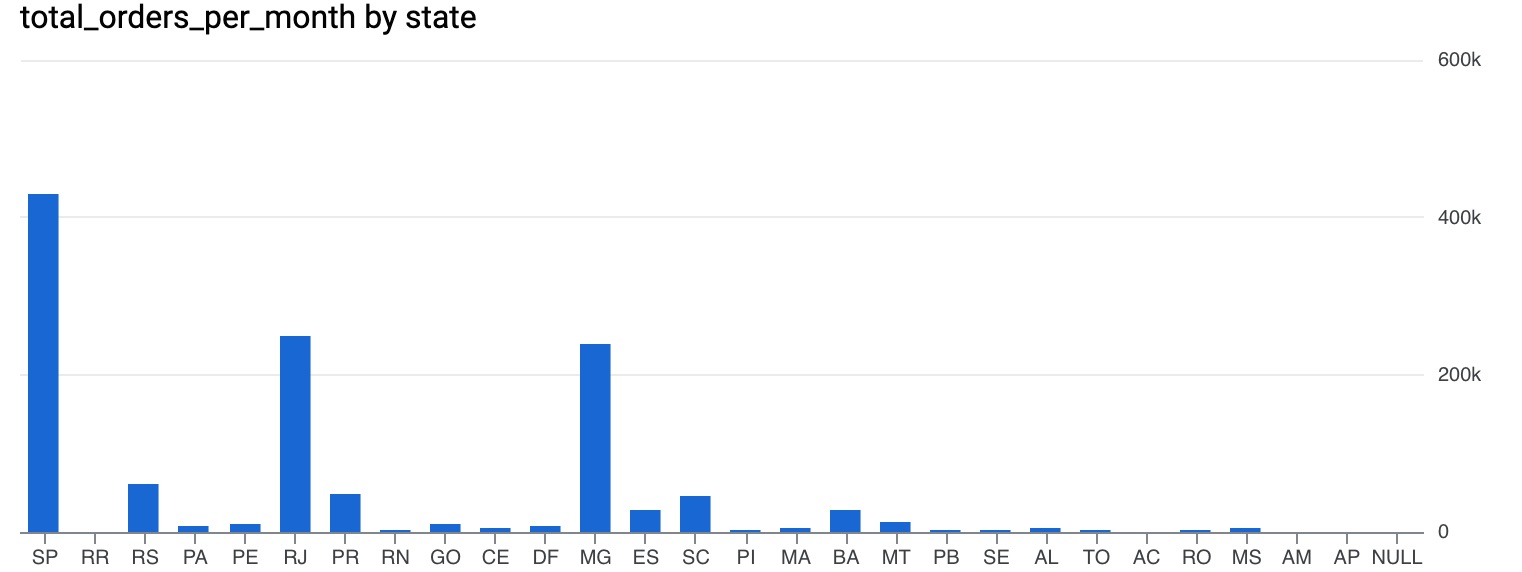 total_orders_per_month by state
600k
400k
200k
0
SP RR RS PA PE RJ PR RN GO CE DF MG ES SC PI MA BA MT PB SE AL TO AC RO MS AM AP NULL